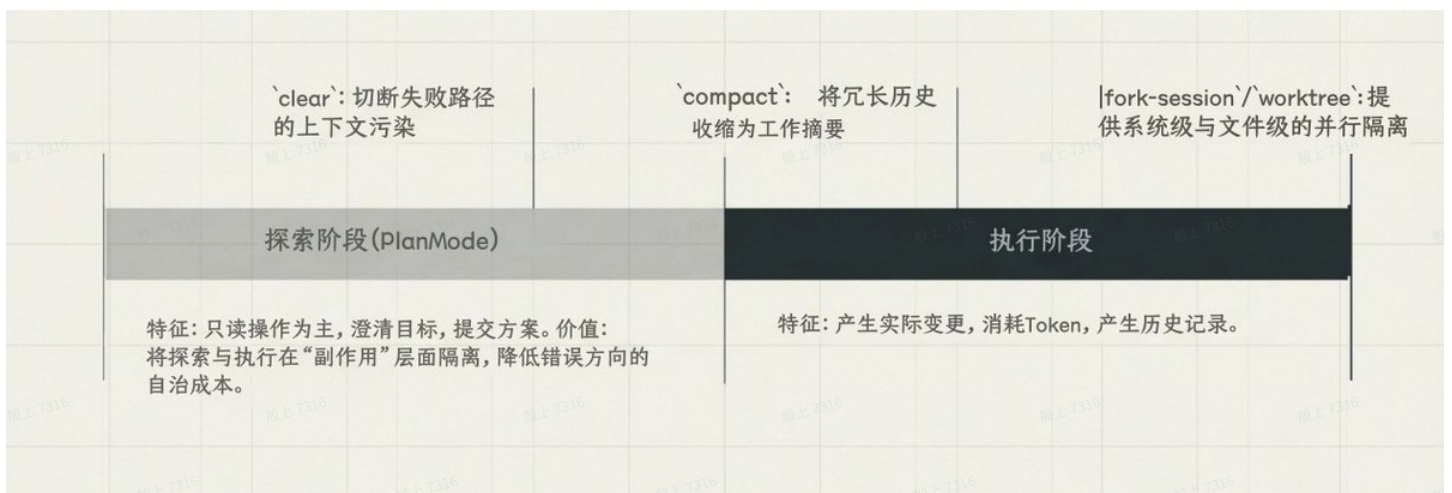 `clear`: 切断失败路径
的上下文污染
`compact`: 将冗长历史
收缩为工作摘要
|fork-session`/`worktree`:提
供系统级与文件级的并行隔离
探索阶段(PlanMode)
执行阶段
特征: 只读操作为主, 澄清目标, 提交方案。价值:
将探索与执行在“副作用”层面隔离, 降低错误方向的
自治成本。
特征: 产生实际变更, 消耗Token, 产生历史记录。